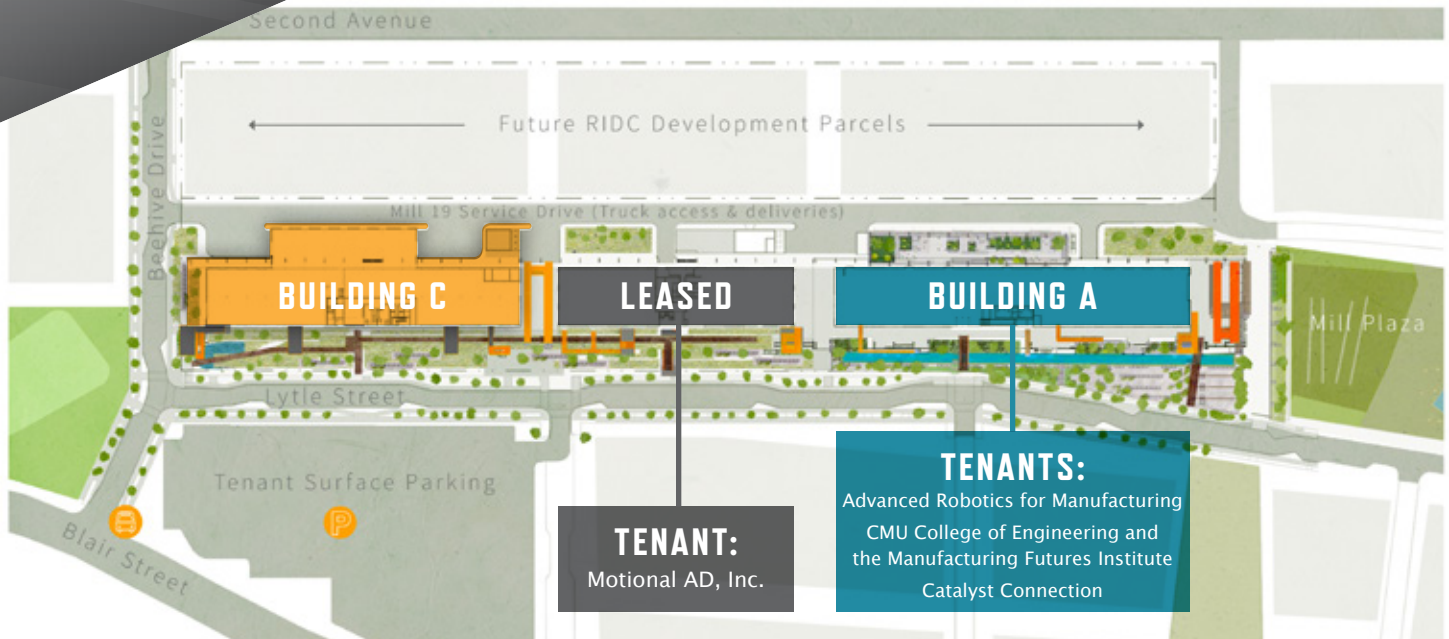 Second Avenue
Future RIDC Development Parcels
Beehive Drive
Mill 19 Service Drive (Truck access & deliveries)
BUILDING C
LEASED
BUILDING A
Mill Plaza
Lytle Street
Tenant Surface Parking
P
Blair Street
TENANT:
Motional AD, Inc.
TENANTS:
Advanced Robotics for Manufacturing
CMU College of Engineering and
the Manufacturing Futures Institute
Catalyst Connection